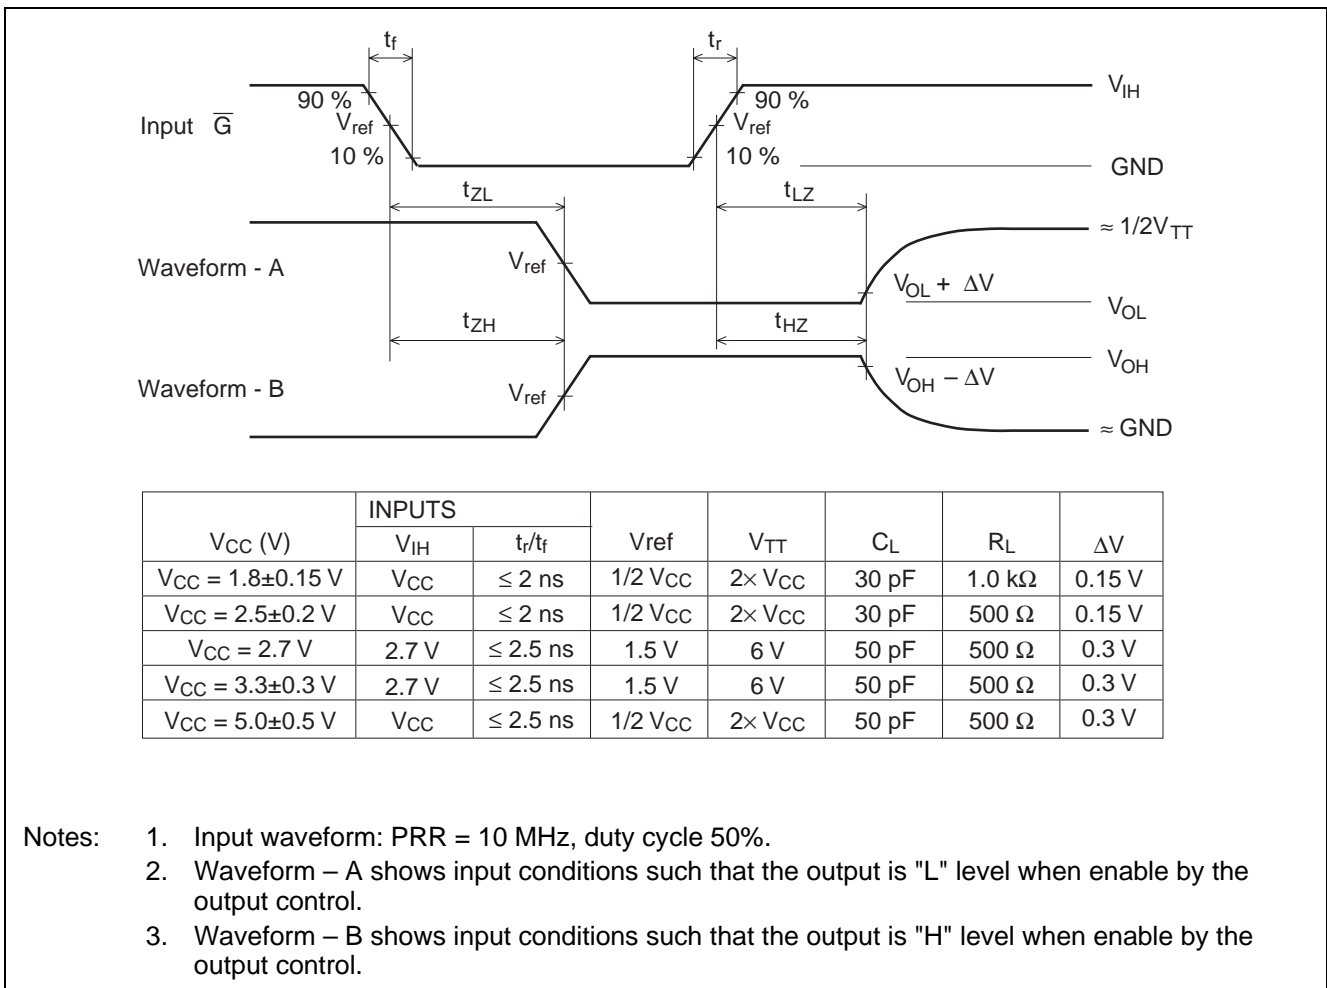 tf
tr
90 %
90 %
VIH
Input G̅
Vref
Vref
10 %
10 %
GND
tZL
tLZ
≈ 1/2VTT
Waveform - A
Vref
VOL + ΔV
VOL
tZH
tHZ
VOH
VOH – ΔV
Waveform - B
Vref
≈ GND
INPUTS
VCC (V) VIH tr/tf Vref VTT CL RL ΔV
VCC = 1.8±0.15 V VCC ≤ 2 ns 1/2 VCC 2× VCC 30 pF 1.0 kΩ 0.15 V
VCC = 2.5±0.2 V VCC ≤ 2 ns 1/2 VCC 2× VCC 30 pF 500 Ω 0.15 V
VCC = 2.7 V 2.7 V ≤ 2.5 ns 1.5 V 6 V 50 pF 500 Ω 0.3 V
VCC = 3.3±0.3 V 2.7 V ≤ 2.5 ns 1.5 V 6 V 50 pF 500 Ω 0.3 V
VCC = 5.0±0.5 V VCC ≤ 2.5 ns 1/2 VCC 2× VCC 50 pF 500 Ω 0.3 V
Notes: 1. Input waveform: PRR = 10 MHz, duty cycle 50%.
2. Waveform – A shows input conditions such that the output is "L" level when enable by the
output control.
3. Waveform – B shows input conditions such that the output is "H" level when enable by the
output control.